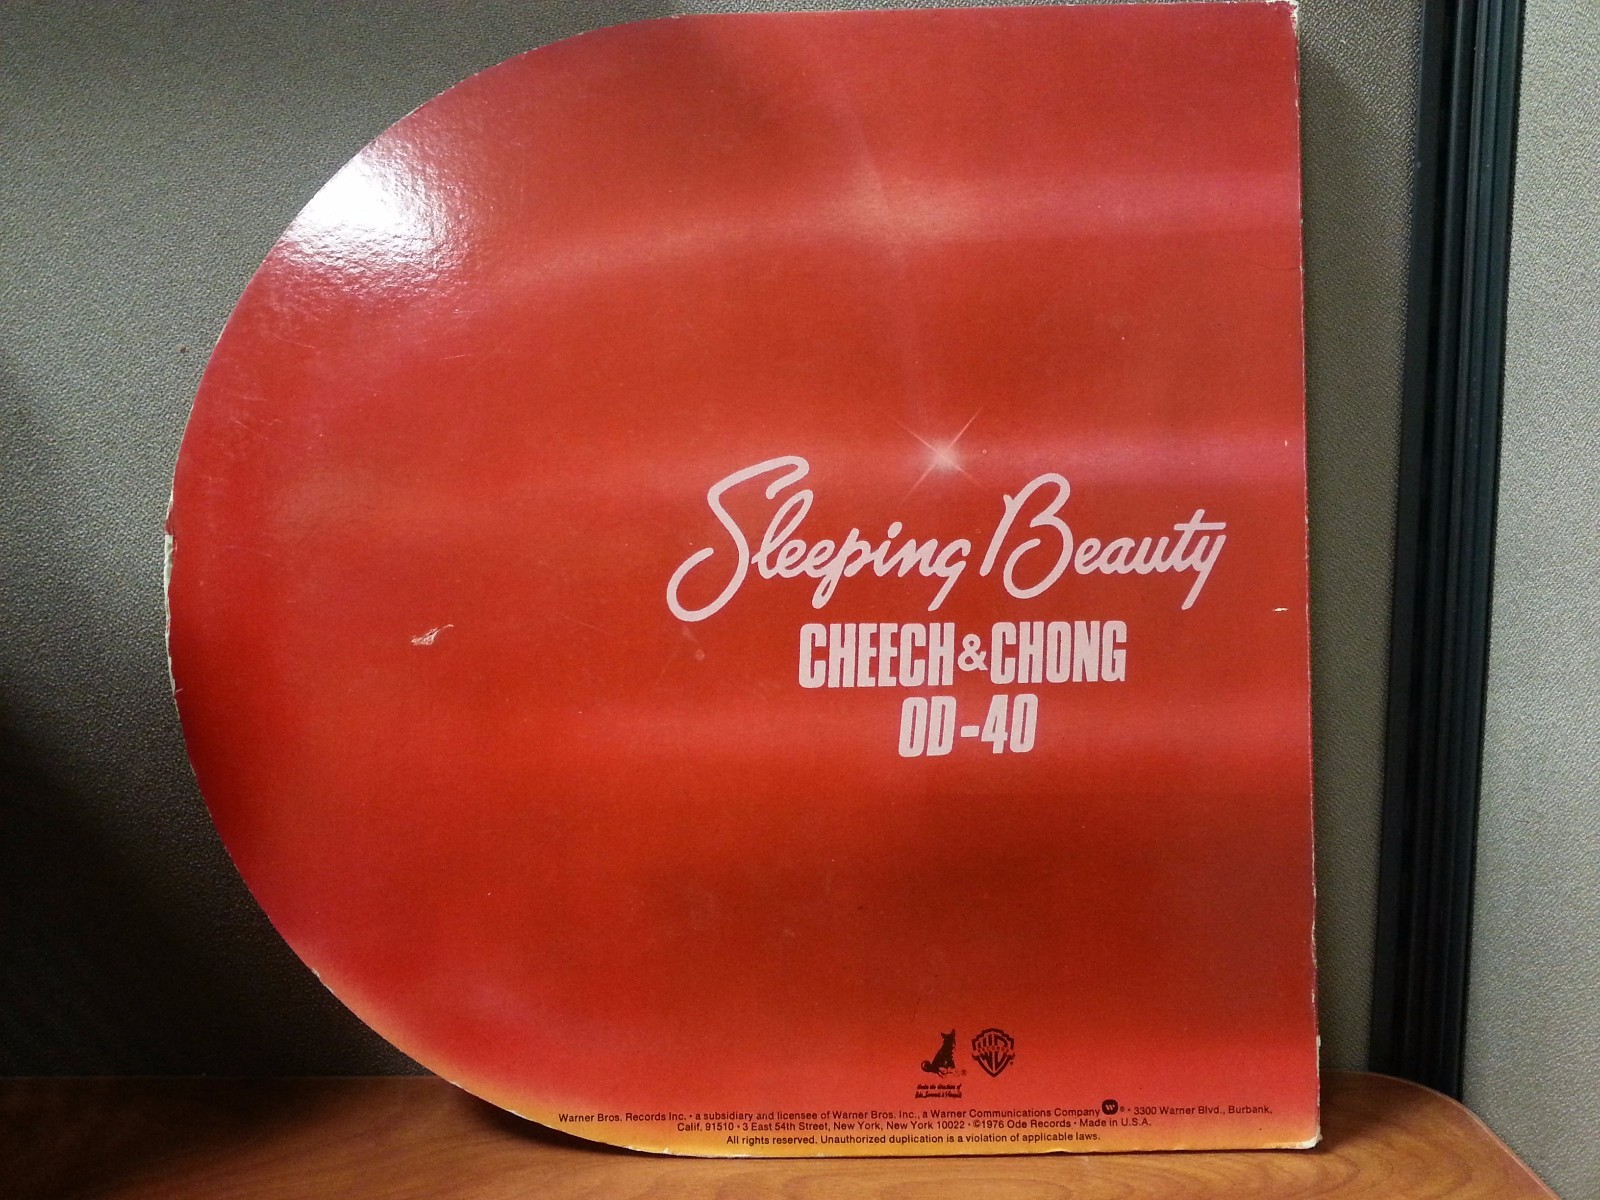 Sleeping Beauty
CHEECH & CHONG
OD-40
Warner Bros. Records Inc. • a subsidiary and licensee of Warner Bros. Inc., a Warner Communications Company ® • 3300 Warner Blvd., Burbank,
Calif. 91510 • 3 East 54th Street, New York, New York 10022 • ©1976 Ode Records • Made in U.S.A.
All rights reserved. Unauthorized duplication is a violation of applicable laws.